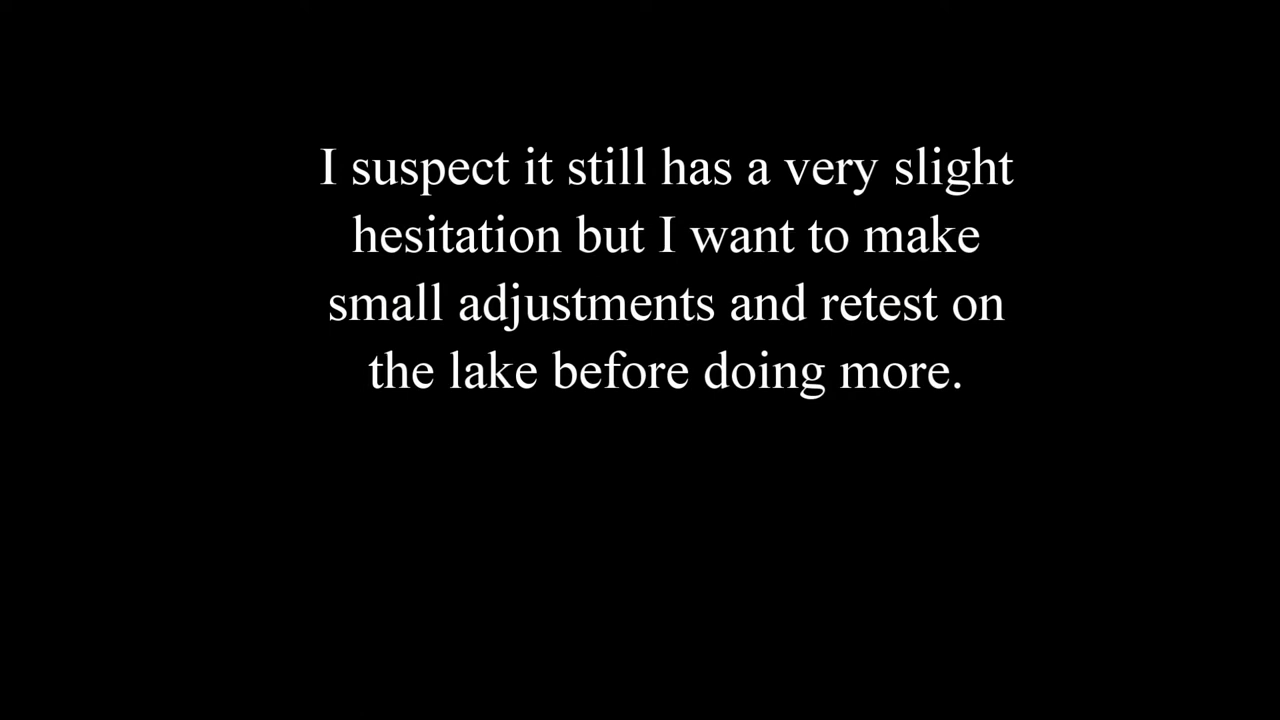 I suspect it still has a very slight
hesitation but I want to make
small adjustments and retest on
the lake before doing more.